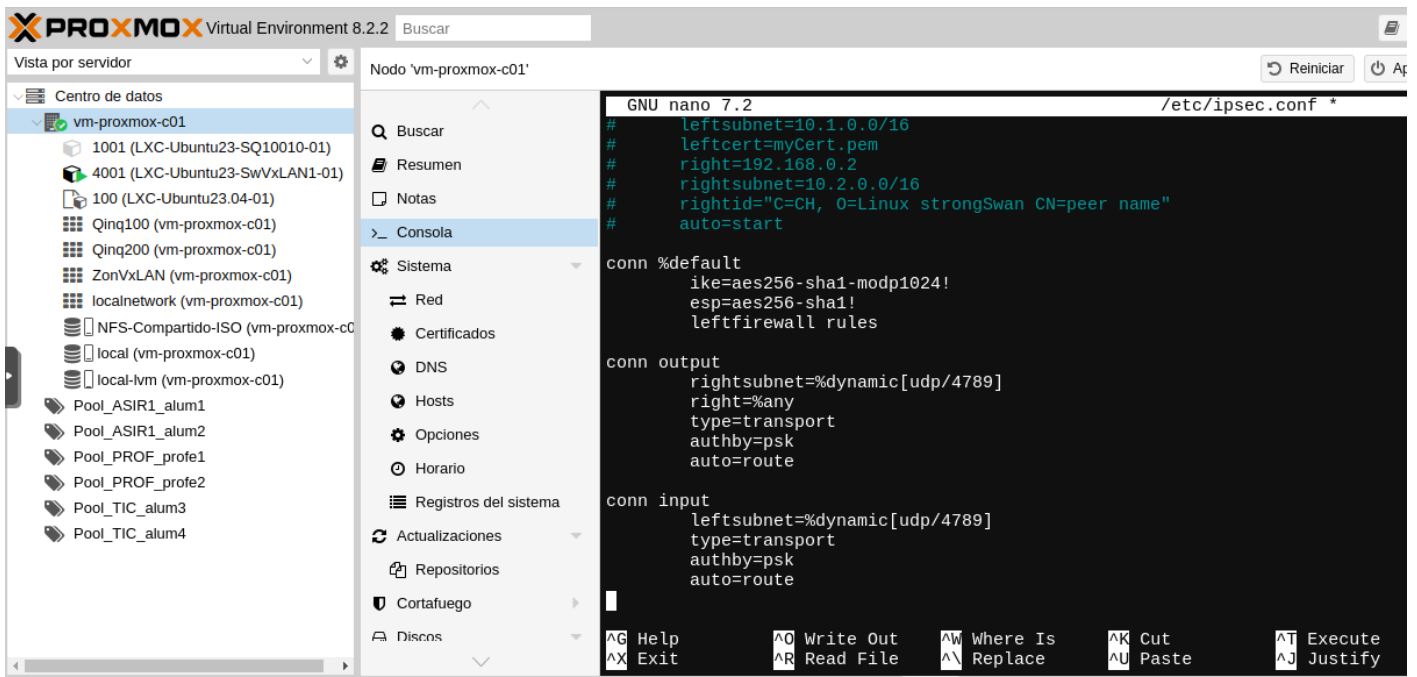 PROXMOX Virtual Environment 8.2.2 Buscar
Vista por servidor
Centro de datos
vm-proxmox-c01
1001 (LXC-Ubuntu23-SQ10010-01)
4001 (LXC-Ubuntu23-SwVxLAN1-01)
100 (LXC-Ubuntu23.04-01)
Qinq100 (vm-proxmox-c01)
Qinq200 (vm-proxmox-c01)
ZonVxLAN (vm-proxmox-c01)
localnetwork (vm-proxmox-c01)
NFS-Compartido-ISO (vm-proxmox-c0
local (vm-proxmox-c01)
local-lvm (vm-proxmox-c01)
Pool_ASIR1_alum1
Pool_ASIR1_alum2
Pool_PROF_profe1
Pool_PROF_profe2
Pool_TIC_alum3
Pool_TIC_alum4
Nodo 'vm-proxmox-c01'
Reiniciar Ap
Buscar
Resumen
Notas
>_ Consola
Sistema
Red
Certificados
DNS
Hosts
Opciones
Horario
Registros del sistema
Actualizaciones
Repositorios
Cortafuego
Discos
GNU nano 7.2 /etc/ipsec.conf *
# leftsubnet=10.1.0.0/16
# leftcert=myCert.pem
# right=192.168.0.2
# rightsubnet=10.2.0.0/16
# rightid="C=CH, O=Linux strongSwan CN=peer name"
# auto=start
conn %default
ike=aes256-sha1-modp1024!
esp=aes256-sha1!
leftfirewall rules
conn output
rightsubnet=%dynamic[udp/4789]
right=%any
type=transport
authby=psk
auto=route
conn input
leftsubnet=%dynamic[udp/4789]
type=transport
authby=psk
auto=route
^G Help ^O Write Out ^W Where Is ^K Cut ^T Execute
^X Exit ^R Read File ^\ Replace ^U Paste ^J Justify